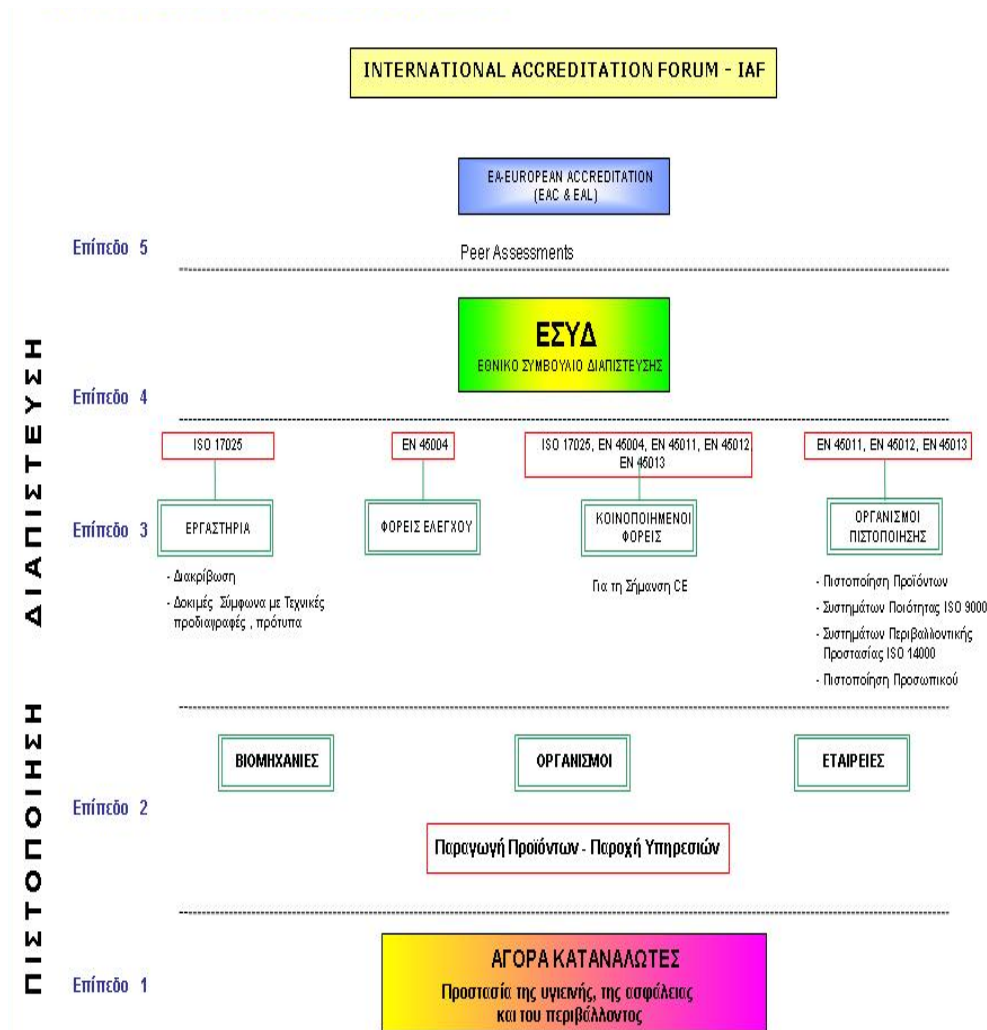 INTERNATIONAL ACCREDITATION FORUM - IAF
EA-EUROPEAN ACCREDITATION
(EAC & EAL)
Επίπεδο 5
Peer Assessments
ΕΣΥΔ
ΕΘΝΙΚΟ ΣΥΜΒΟΥΛΙΟ ΔΙΑΠΙΣΤΕΥΣΗΣ
Επίπεδο 4
ΔΙΑΠΙΣΤΕΥΣΗ
ISO 17025
EN 45004
ISO 17025, EN 45004, EN 45011, EN 45012
EN 45013
EN 45011, EN 45012, EN 45013
Επίπεδο 3
ΕΡΓΑΣΤΗΡΙΑ
ΦΟΡΕΙΣ ΕΛΕΓΧΟΥ
ΚΟΙΝΟΠΟΙΗΜΕΝΟΙ
ΦΟΡΕΙΣ
ΟΡΓΑΝΙΣΜΟΙ
ΠΙΣΤΟΠΟΙΗΣΗΣ
- Διακρίβωση
- Δοκιμές Σύμφωνα με Τεχνικές
προδιαγραφές , πρότυπα
Για τη Σήμανση CE
- Πιστοποίηση Προϊόντων
- Συστημάτων Ποιότητας ISO 9000
- Συστημάτων Περιβαλλοντικής
Προστασίας ISO 14000
- Πιστοποίηση Προσωπικού
ΠΙΣΤΟΠΟΙΗΣΗ
ΒΙΟΜΗΧΑΝΙΕΣ
ΟΡΓΑΝΙΣΜΟΙ
ΕΤΑΙΡΕΙΕΣ
Επίπεδο 2
Παραγωγή Προϊόντων - Παροχή Υπηρεσιών
Επίπεδο 1
ΑΓΟΡΑ ΚΑΤΑΝΑΛΩΤΕΣ
Προστασία της υγιεινής, της ασφάλειας
και του περιβάλλοντος